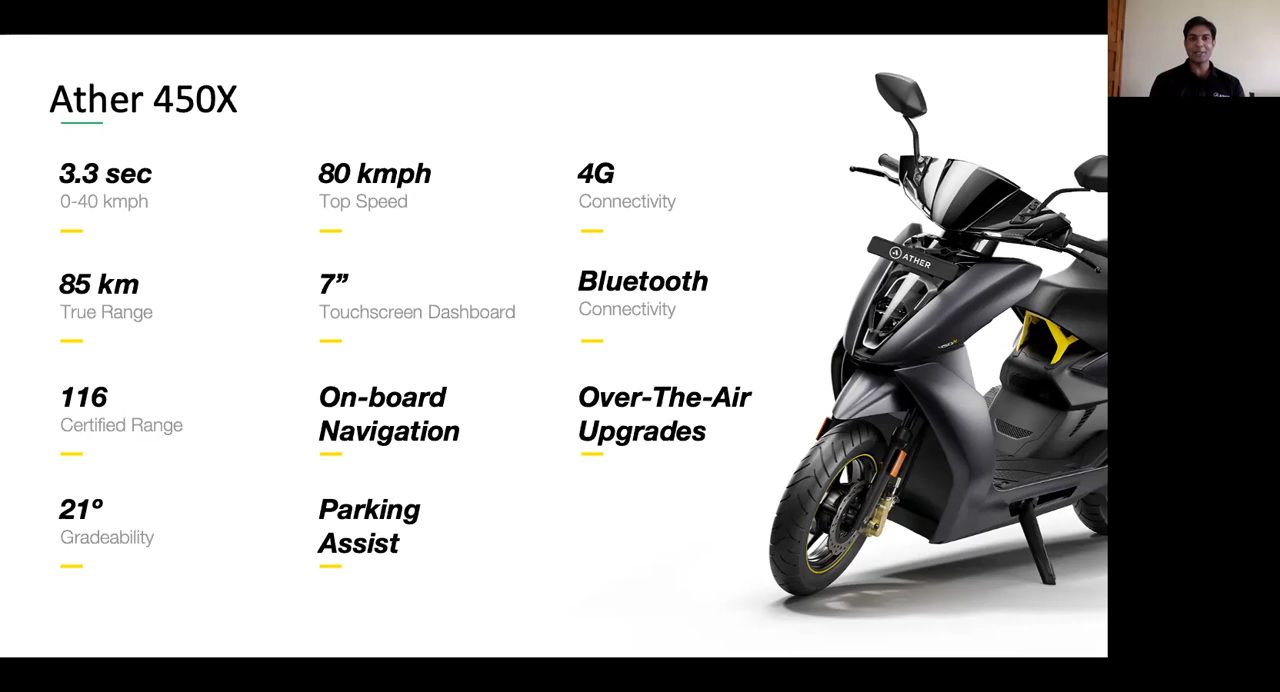 Ather 450X
3.3 sec
0-40 kmph
80 kmph
Top Speed
4G
Connectivity
85 km
True Range
7”
Touchscreen Dashboard
Bluetooth
Connectivity
116
Certified Range
On-board
Navigation
Over-The-Air
Upgrades
21º
Gradeability
Parking
Assist
ATHER